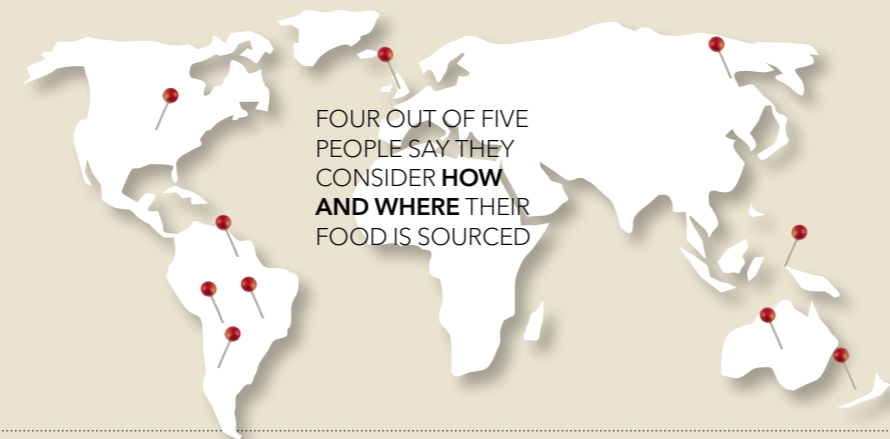 FOUR OUT OF FIVE
PEOPLE SAY THEY
CONSIDER HOW
AND WHERE THEIR
FOOD IS SOURCED